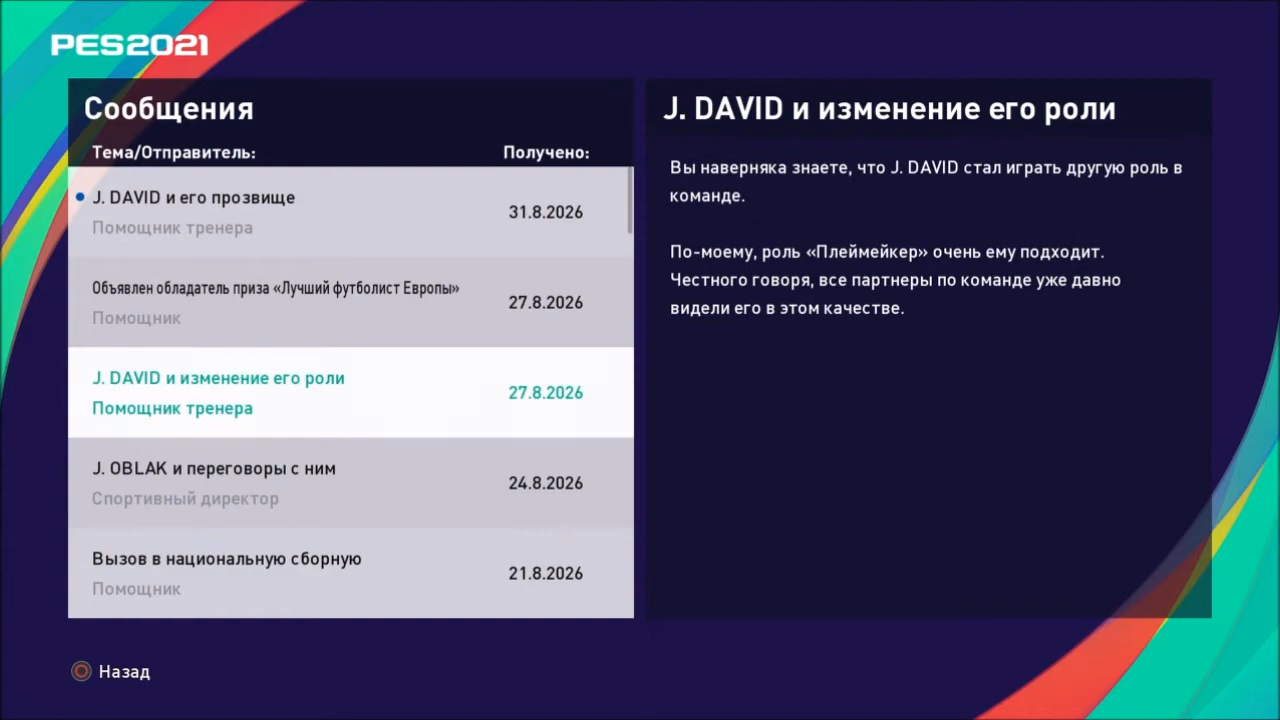 PES2021
Сообщения
Тема/Отправитель:
Получено:
J. DAVID и его прозвище
Помощник тренера
31.8.2026
Объявлен обладатель приза «Лучший футболист Европы»
Помощник
27.8.2026
J. DAVID и изменение его роли
Помощник тренера
27.8.2026
J. OBLAK и переговоры с ним
Спортивный директор
24.8.2026
Вызов в национальную сборную
Помощник
21.8.2026
J. DAVID и изменение его роли
Вы наверняка знаете, что J. DAVID стал играть другую роль в
команде.
По-моему, роль «Плеймейкер» очень ему подходит.
Честного говоря, все партнеры по команде уже давно
видели его в этом качестве.
Назад